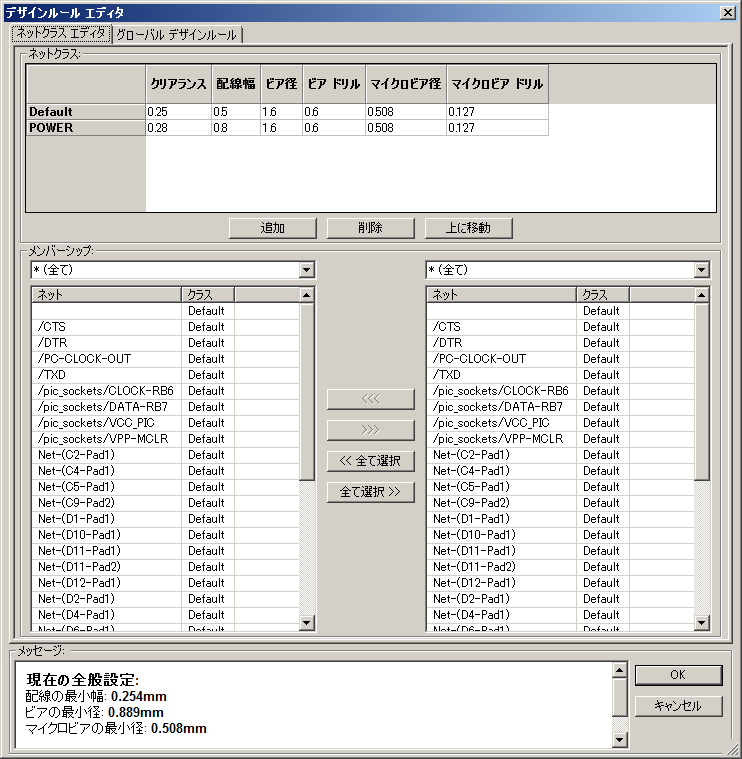 デザインルール エディタ
ネットクラス エディタ グローバル デザインルール
ネットクラス:
クリアランス 配線幅 ビア径 ビア ドリル マイクロビア径 マイクロビア ドリル
Default 0.25 0.5 1.6 0.6 0.508 0.127
POWER 0.28 0.8 1.6 0.6 0.508 0.127
追加 削除 上に移動
メンバーシップ:
* (全て) * (全て)
ネット クラス ネット クラス
Default Default
/CTS Default /CTS Default
/DTR Default /DTR Default
/PC-CLOCK-OUT Default /PC-CLOCK-OUT Default
/TXD Default /TXD Default
/pic_sockets/CLOCK-RB6 Default <<< /pic_sockets/CLOCK-RB6 Default
/pic_sockets/DATA-RB7 Default /pic_sockets/DATA-RB7 Default
/pic_sockets/VCC_PIC Default >>> /pic_sockets/VCC_PIC Default
/pic_sockets/VPP-MCLR Default /pic_sockets/VPP-MCLR Default
Net-(C2-Pad1) Default << 全て選択 Net-(C2-Pad1) Default
Net-(C4-Pad1) Default Net-(C4-Pad1) Default
Net-(C5-Pad1) Default 全て選択 >> Net-(C5-Pad1) Default
Net-(C9-Pad2) Default Net-(C9-Pad2) Default
Net-(D1-Pad1) Default Net-(D1-Pad1) Default
Net-(D10-Pad1) Default Net-(D10-Pad1) Default
Net-(D11-Pad1) Default Net-(D11-Pad1) Default
Net-(D11-Pad2) Default Net-(D11-Pad2) Default
Net-(D12-Pad1) Default Net-(D12-Pad1) Default
Net-(D2-Pad1) Default Net-(D2-Pad1) Default
Net-(D4-Pad1) Default Net-(D4-Pad1) Default
Net-(D6-Pad1) Default Net-(D6-Pad1) Default
メッセージ:
現在の全般設定:
配線の最小幅: 0.254mm
ビアの最小径: 0.889mm
マイクロビアの最小径: 0.508mm
OK
キャンセル